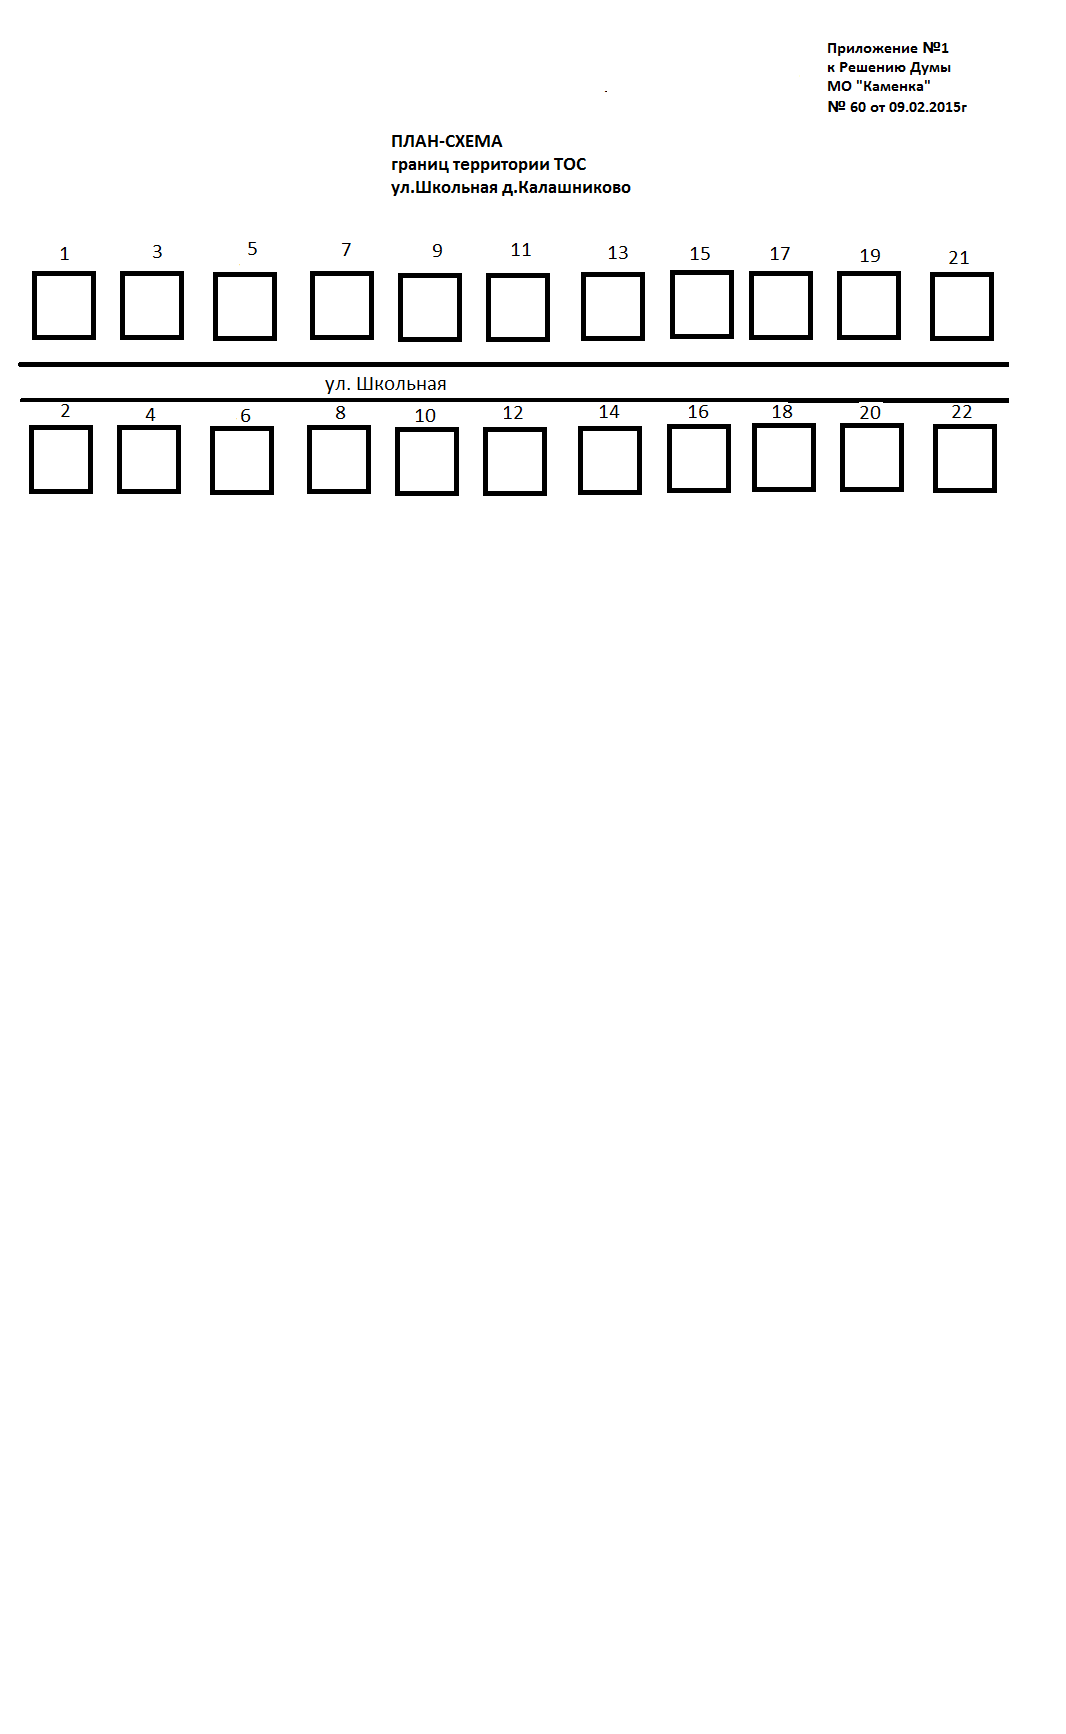 Приложение №1
к Решению Думы
МО "Каменка"
№ 60 от 09.02.2015г
ПЛАН-СХЕМА
границ территории ТОС
ул.Школьная д.Калашниково
1 3 5 7 9 11 13 15 17 19 21
ул. Школьная
2 4 6 8 10 12 14 16 18 20 22